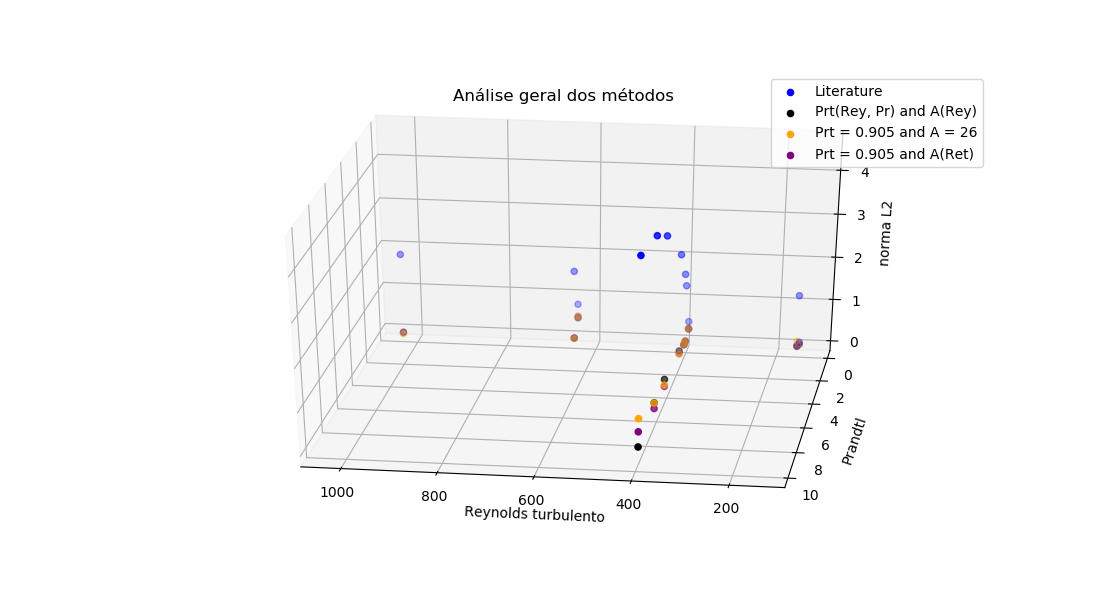 Análise geral dos métodos
Literature
Prt(Rey, Pr) and A(Rey)
Prt = 0.905 and A = 26
Prt = 0.905 and A(Ret)
4
3
2
1
0
norma L2
0
2
4
6
8
10
Prandtl
1000
800
600
400
200
Reynolds turbulento